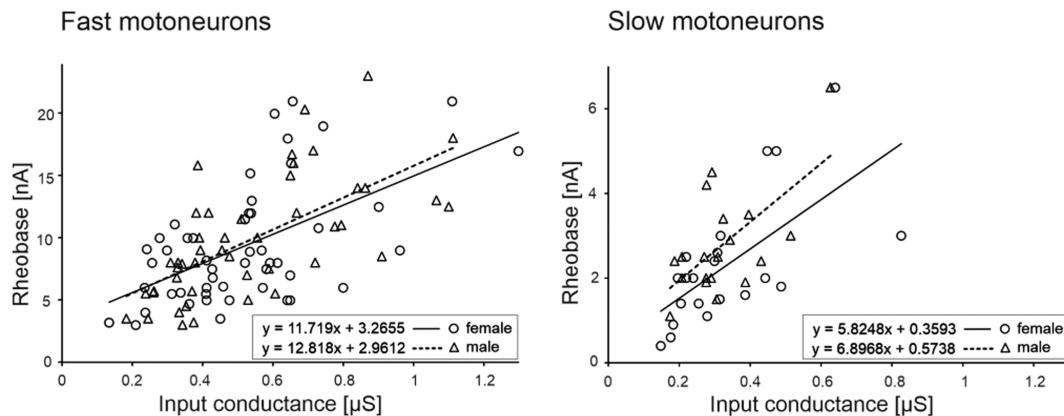 Fast motoneurons
Rheobase [nA]
20
15
10
5
0
y = 11.719x + 3.2655 female
y = 12.818x + 2.9612 male
0 0.2 0.4 0.6 0.8 1 1.2
Input conductance [µS]
Slow motoneurons
Rheobase [nA]
6
4
2
0
y = 5.8248x + 0.3593 female
y = 6.8968x + 0.5738 male
0 0.2 0.4 0.6 0.8 1 1.2
Input conductance [µS]